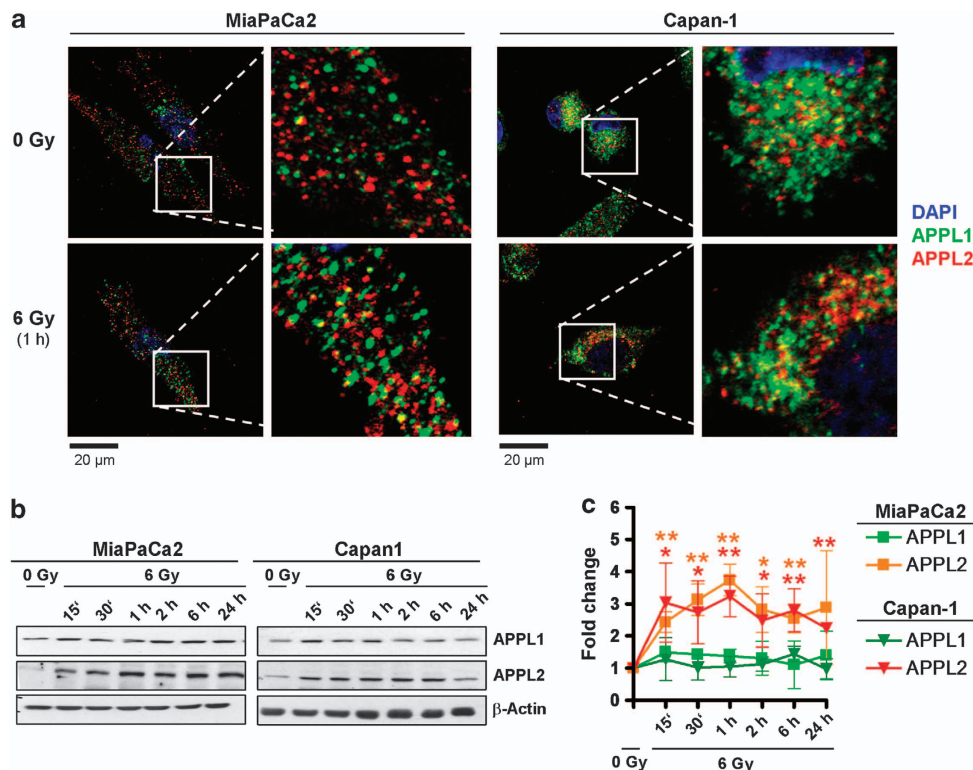 a
MiaPaCa2
Capan-1
0 Gy
6 Gy
(1 h)
DAPI
APPL1
APPL2
20 µm
20 µm
b
MiaPaCa2
Capan1
0 Gy
6 Gy
0 Gy
6 Gy
15‘
30‘
1 h
2 h
6 h
24 h
15‘
30‘
1 h
2 h
6 h
24 h
APPL1
APPL2
β-Actin
c
Fold change
6
5
4
3
2
1
0
**
*
**
*
**
**
*
*
**
**
**
15‘
30‘
1 h
2 h
6 h
24 h
0 Gy
6 Gy
MiaPaCa2
APPL1
APPL2
Capan-1
APPL1
APPL2